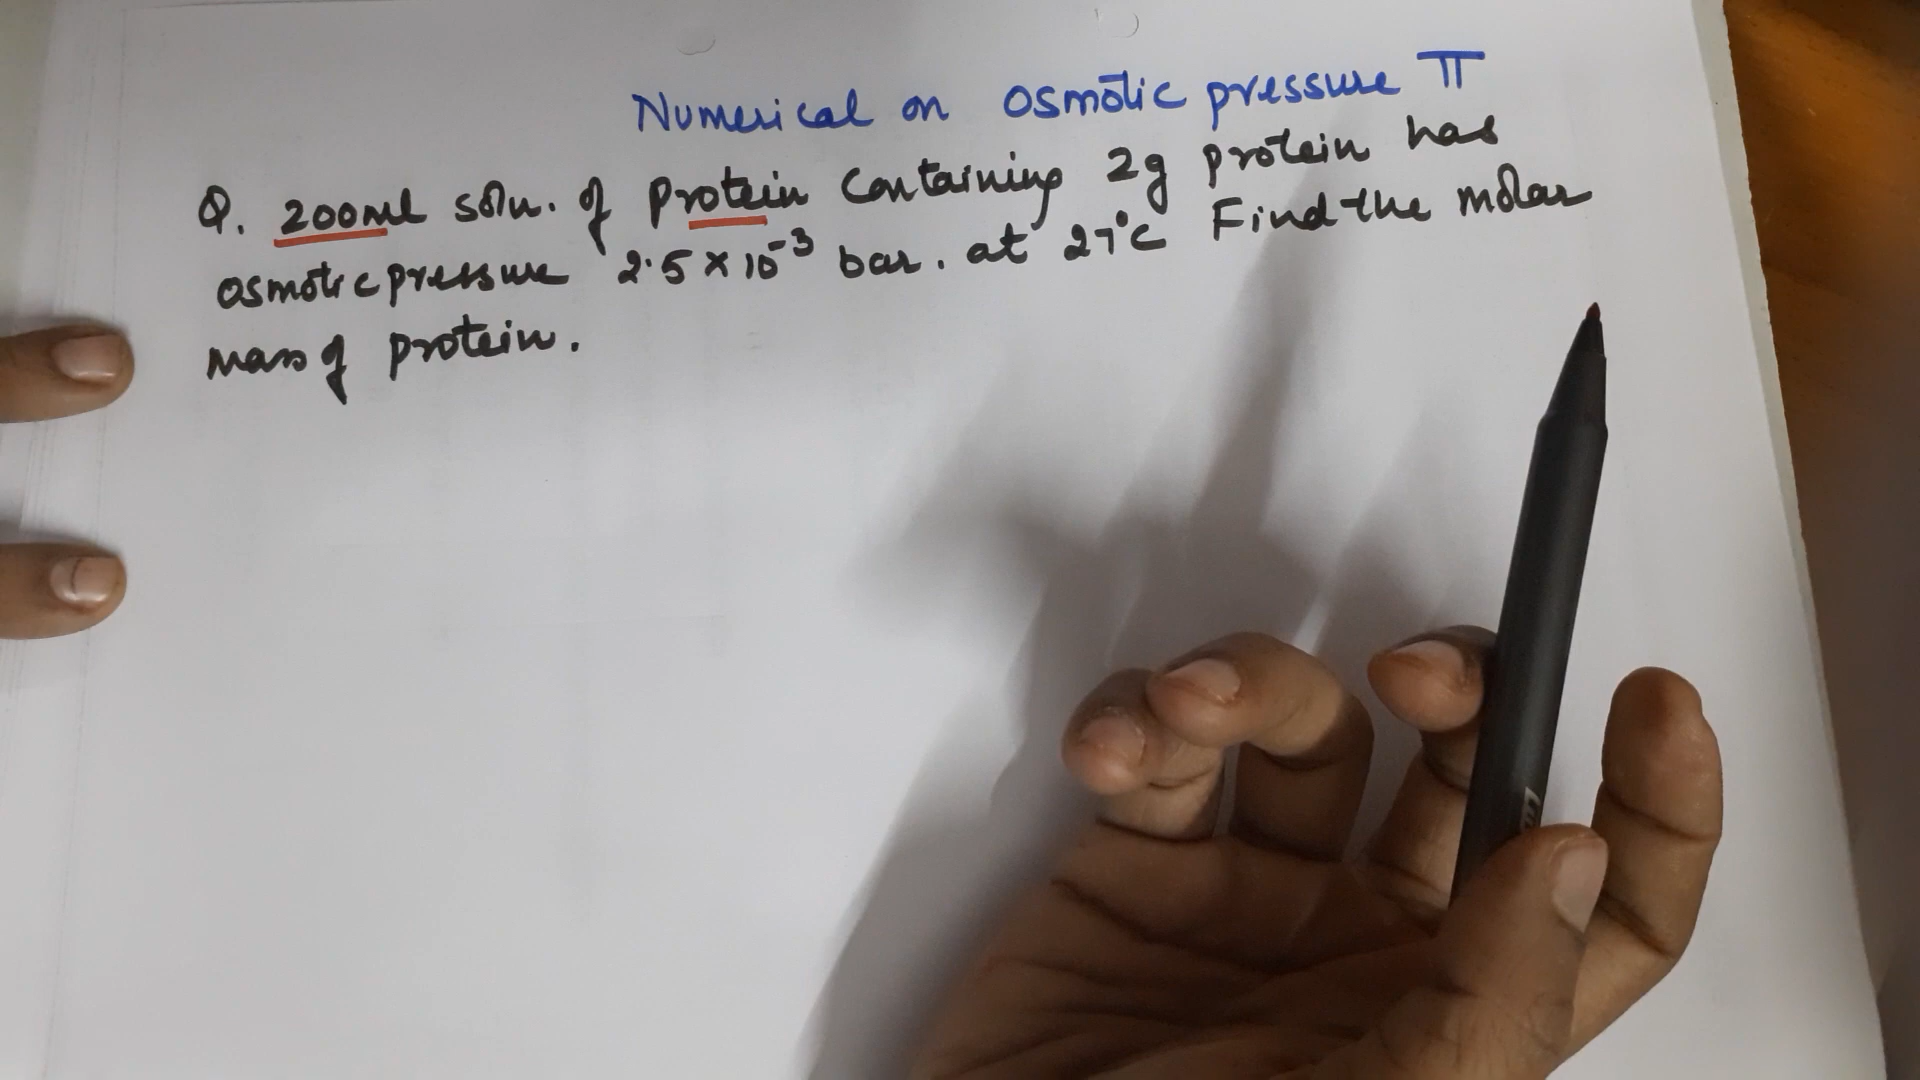 Numerical on Osmotic pressure π
Q. 200ml soln. of Protein Containing 2g protein has
osmotic pressure 2.5 × 10⁻³ bar. at 27°C Find the molar
mass of protein.